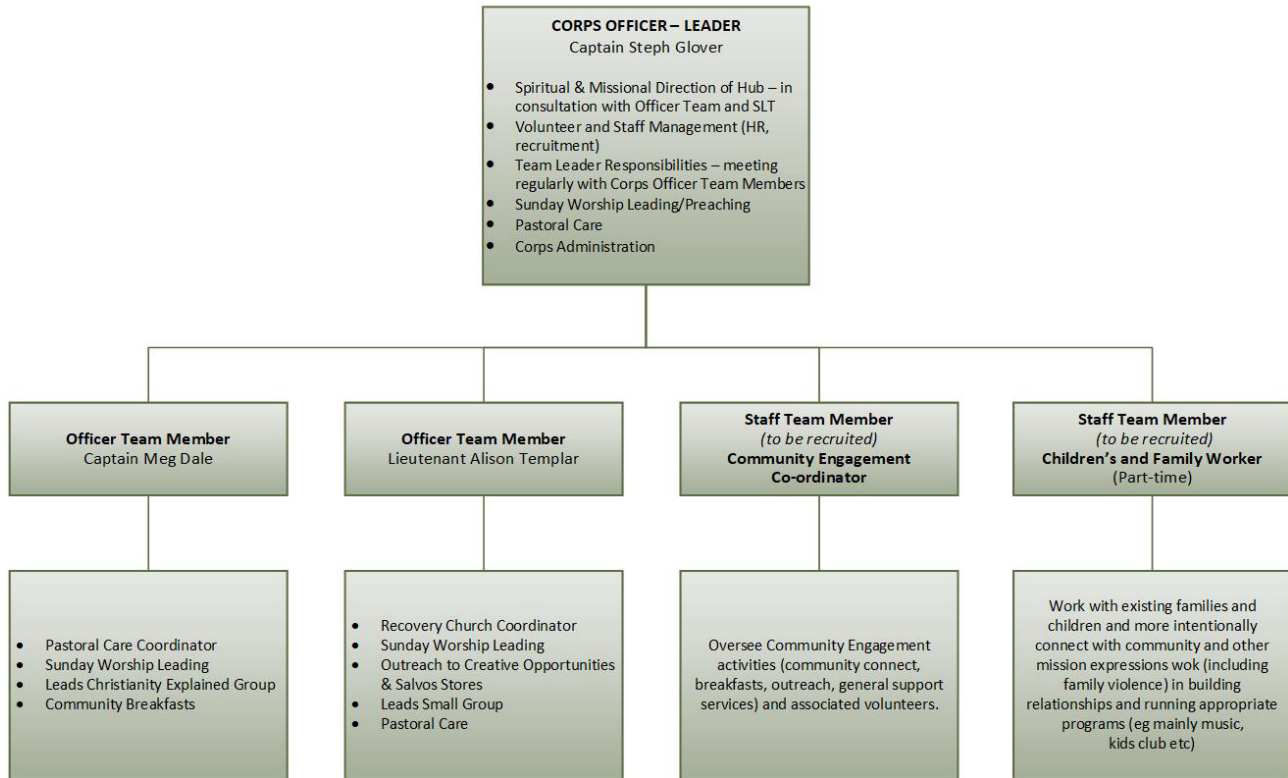 CORPS OFFICER – LEADER
Captain Steph Glover
• Spiritual & Missional Direction of Hub – in
consultation with Officer Team and SLT
• Volunteer and Staff Management (HR,
recruitment)
• Team Leader Responsibilities – meeting
regularly with Corps Officer Team Members
• Sunday Worship Leading/Preaching
• Pastoral Care
• Corps Administration
Officer Team Member
Captain Meg Dale
Officer Team Member
Lieutenant Alison Templar
Staff Team Member
(to be recruited)
Community Engagement
Co-ordinator
Staff Team Member
(to be recruited)
Children's and Family Worker
(Part-time)
• Pastoral Care Coordinator
• Sunday Worship Leading
• Leads Christianity Explained Group
• Community Breakfasts
• Recovery Church Coordinator
• Sunday Worship Leading
• Outreach to Creative Opportunities
& Salvos Stores
• Leads Small Group
• Pastoral Care
Oversee Community Engagement
activities (community connect,
breakfasts, outreach, general support
services) and associated volunteers.
Work with existing families and
children and more intentionally
connect with community and other
mission expressions wok (including
family violence) in building
relationships and running appropriate
programs (eg mainly music,
kids club etc)